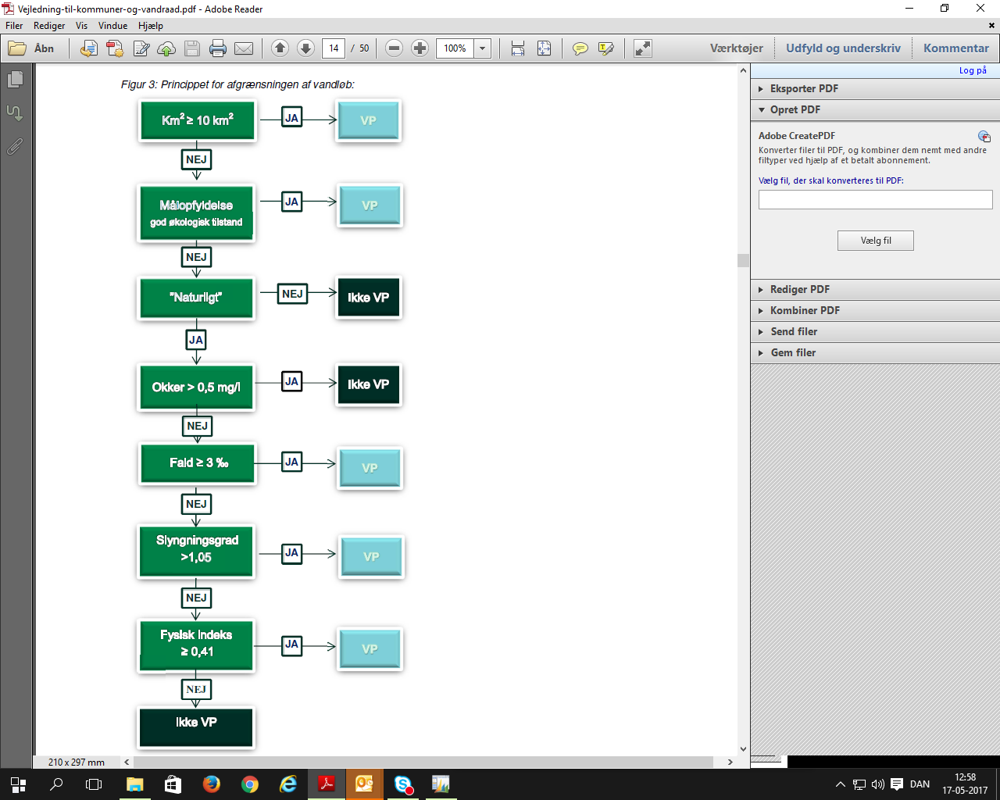 Vejledning-til-kommuner-og-vandraad.pdf - Adobe Reader
Filer Rediger Vis Vindue Hjælp
Åbn 14 / 50 100% Værktøjer Udfyld og underskriv Kommentar
Log på
Eksporter PDF
Opret PDF
Adobe CreatePDF
Konverter filer til PDF, og kombiner dem nemt med andre
filtyper ved hjælp af et betalt abonnement.
Vælg fil, der skal konverteres til PDF:
Vælg fil
Rediger PDF
Kombiner PDF
Send filer
Gem filer
Figur 3: Princippet for afgrænsningen af vandløb:
Km² ≥ 10 km² JA VP
NEJ
Målopfyldelse
god økologisk tilstand
JA VP
NEJ
"Naturligt" NEJ Ikke VP
JA
Okker > 0,5 mg/l JA Ikke VP
NEJ
Fald ≥ 3 ‰ JA VP
NEJ
Slyngningsgrad
>1,05
JA VP
NEJ
Fysisk indeks
≥ 0,41
JA VP
NEJ
Ikke VP
210 x 297 mm
DAN
12:58
17-05-2017